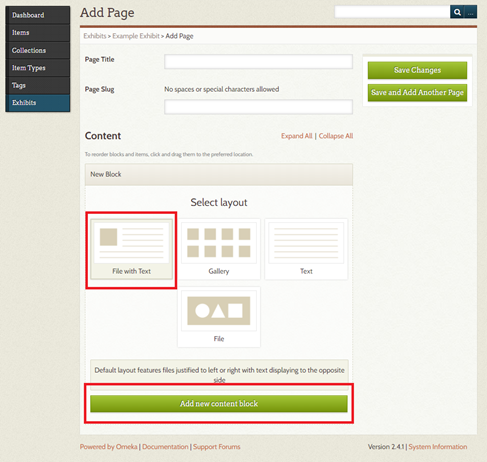 Dashboard
Items
Collections
Item Types
Tags
Exhibits
Add Page
...
Exhibits > Example Exhibit > Add Page
Page Title
Page Slug
No spaces or special characters allowed
Save Changes
Save and Add Another Page
Content
Expand All | Collapse All
To reorder blocks and items, click and drag them to the preferred location.
New Block
Select layout
File with Text
Gallery
Text
File
Default layout features files justified to left or right with text displaying to the opposite
side
Add new content block
Powered by Omeka | Documentation | Support Forums
Version 2.4.1 | System Information